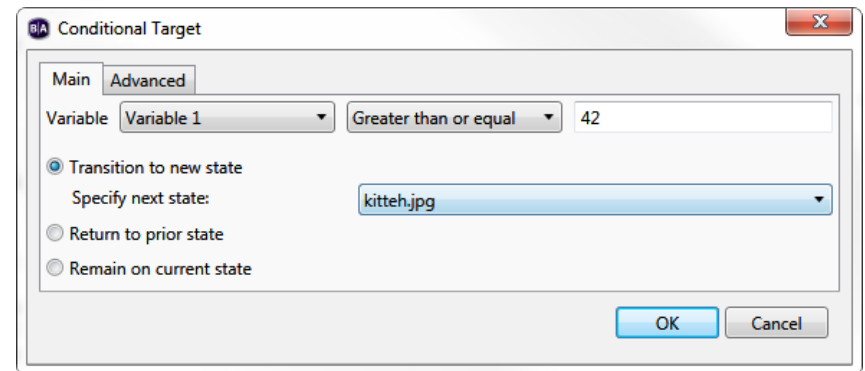 B|A Conditional Target X
Main Advanced
Variable Variable 1 Greater than or equal 42
Transition to new state
Specify next state: kitteh.jpg
Return to prior state
Remain on current state
OK Cancel